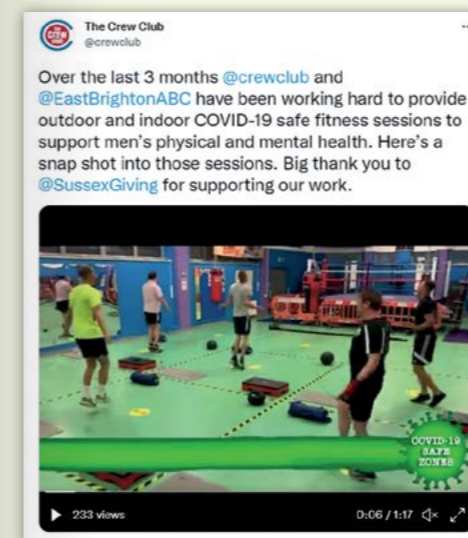 The Crew Club
@crewclub
Over the last 3 months @crewclub and
@EastBrightonABC have been working hard to provide
outdoor and indoor COVID-19 safe fitness sessions to
support men's physical and mental health. Here's a
snap shot into those sessions. Big thank you to
@SussexGiving for supporting our work.
COVID-19
SAFE
ZONES
233 views
0:06 / 1:17